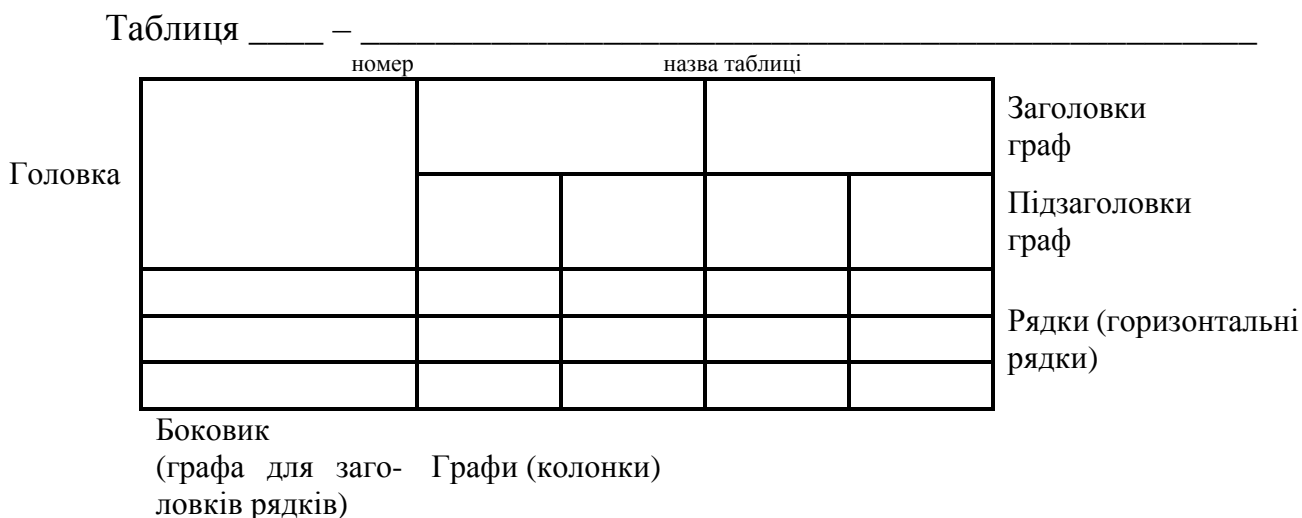 Таблиця ____ – ________________________________________________
номер назва таблиці
Заголовки
граф
Головка
Підзаголовки
граф
Рядки (горизонтальні
рядки)
Боковик
(графа для заго- Графи (колонки)
ловків рядків)